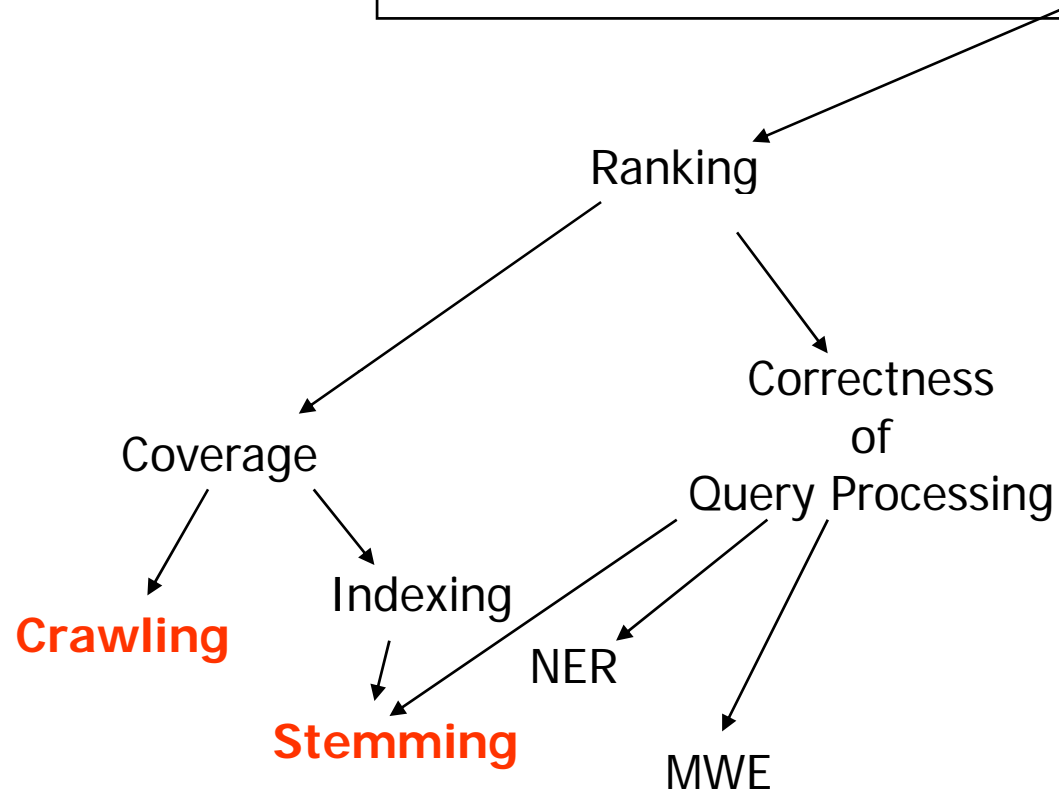 Ranking
Correctness
of
Query Processing
Coverage
Indexing
Crawling
NER
Stemming
MWE